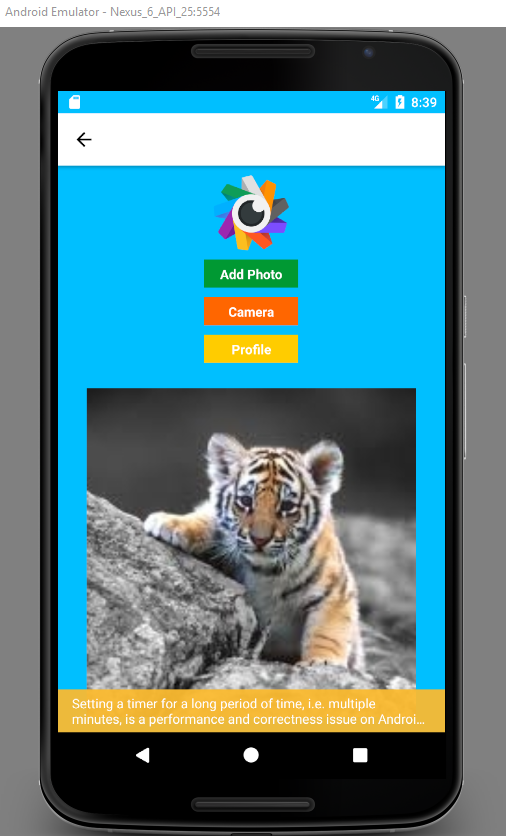 Android Emulator - Nexus_6_API_25:5554
4G 8:39
Add Photo
Camera
Profile
Setting a timer for a long period of time, i.e. multiple
minutes, is a performance and correctness issue on Androi...